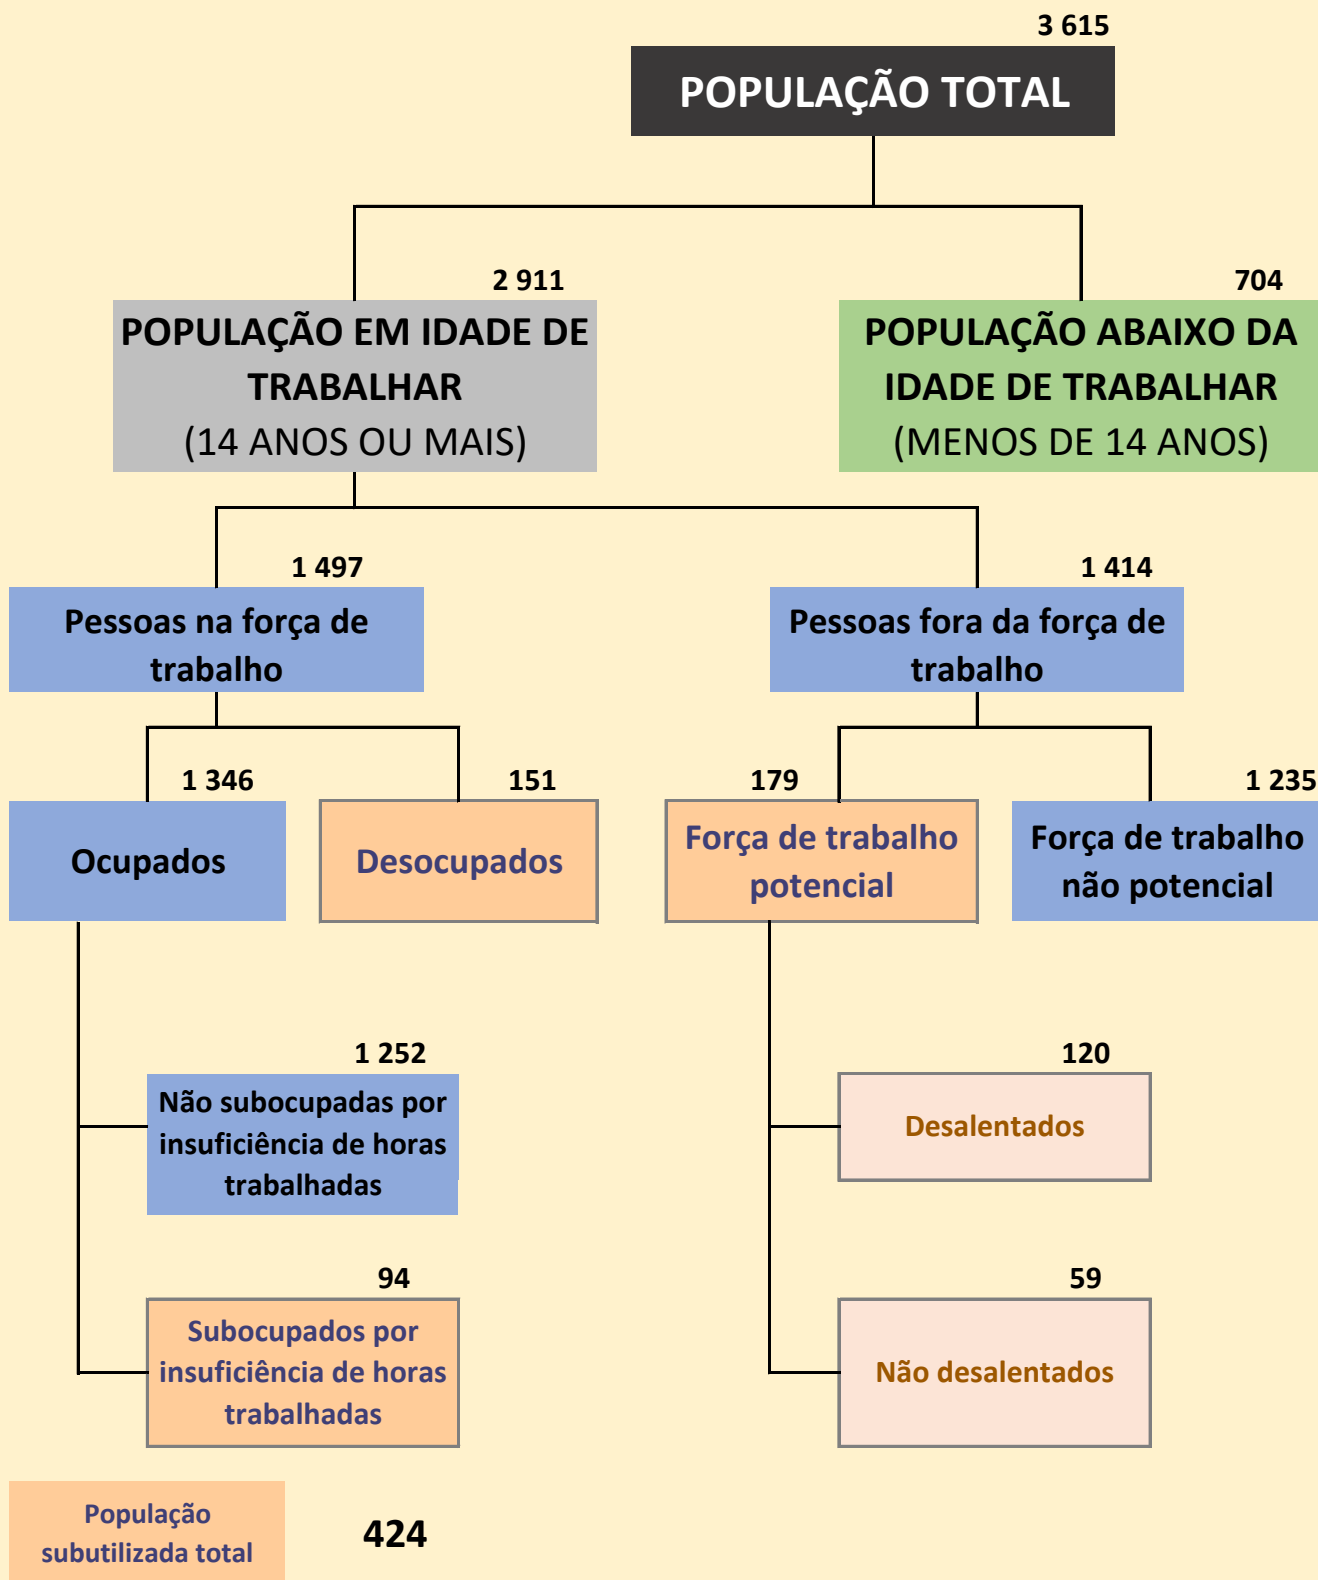 3 615
POPULAÇÃO TOTAL
2 911
POPULAÇÃO EM IDADE DE
TRABALHAR
(14 ANOS OU MAIS)
704
POPULAÇÃO ABAIXO DA
IDADE DE TRABALHAR
(MENOS DE 14 ANOS)
1 497
Pessoas na força de
trabalho
1 414
Pessoas fora da força de
trabalho
1 346
Ocupados
151
Desocupados
179
Força de trabalho
potencial
1 235
Força de trabalho
não potencial
1 252
Não subocupadas por
insuficiência de horas
trabalhadas
120
Desalentados
94
Subocupados por
insuficiência de horas
trabalhadas
59
Não desalentados
População
subutilizada total
424